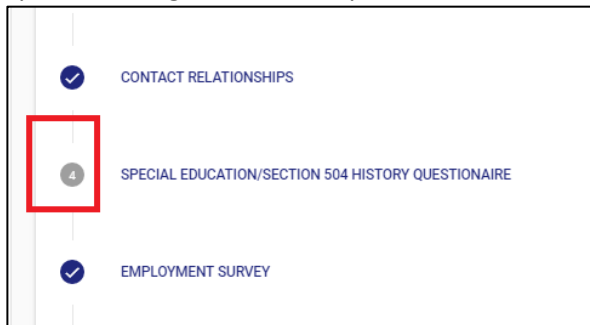 CONTACT RELATIONSHIPS
4 SPECIAL EDUCATION/SECTION 504 HISTORY QUESTIONAIRE
EMPLOYMENT SURVEY